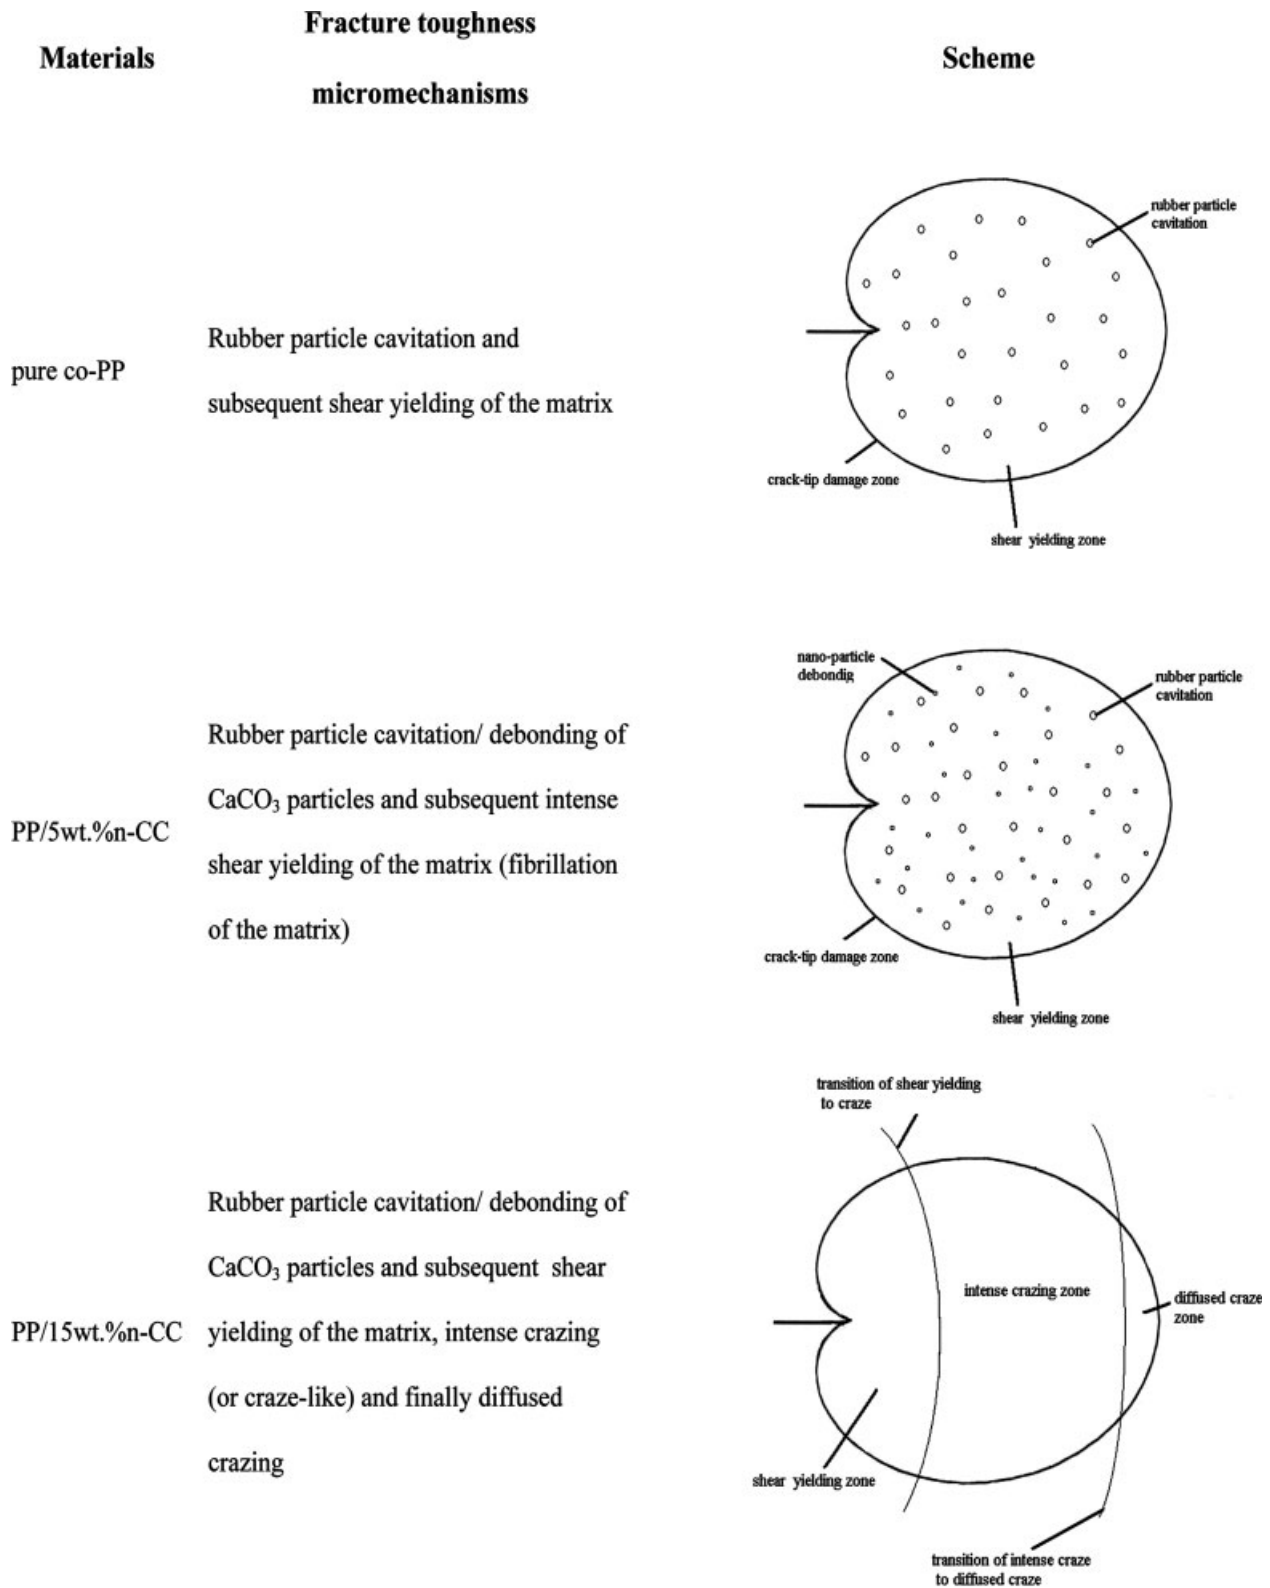 Fracture toughness
Materials
Scheme
micromechanisms
rubber particle
cavitation
Rubber particle cavitation and
pure co-PP
subsequent shear yielding of the matrix
crack-tip damage zone
shear yielding zone
nano-particle
debondig
rubber particle
cavitation
Rubber particle cavitation/ debonding of
CaCO₃ particles and subsequent intense
PP/5wt.%n-CC
shear yielding of the matrix (fibrillation
of the matrix)
crack-tip damage zone
shear yielding zone
transition of shear yielding
to craze
Rubber particle cavitation/ debonding of
CaCO₃ particles and subsequent shear
PP/15wt.%n-CC
yielding of the matrix, intense crazing
(or craze-like) and finally diffused
crazing
intense crazing zone
diffused craze
zone
shear yielding zone
transition of intense craze
to diffused craze